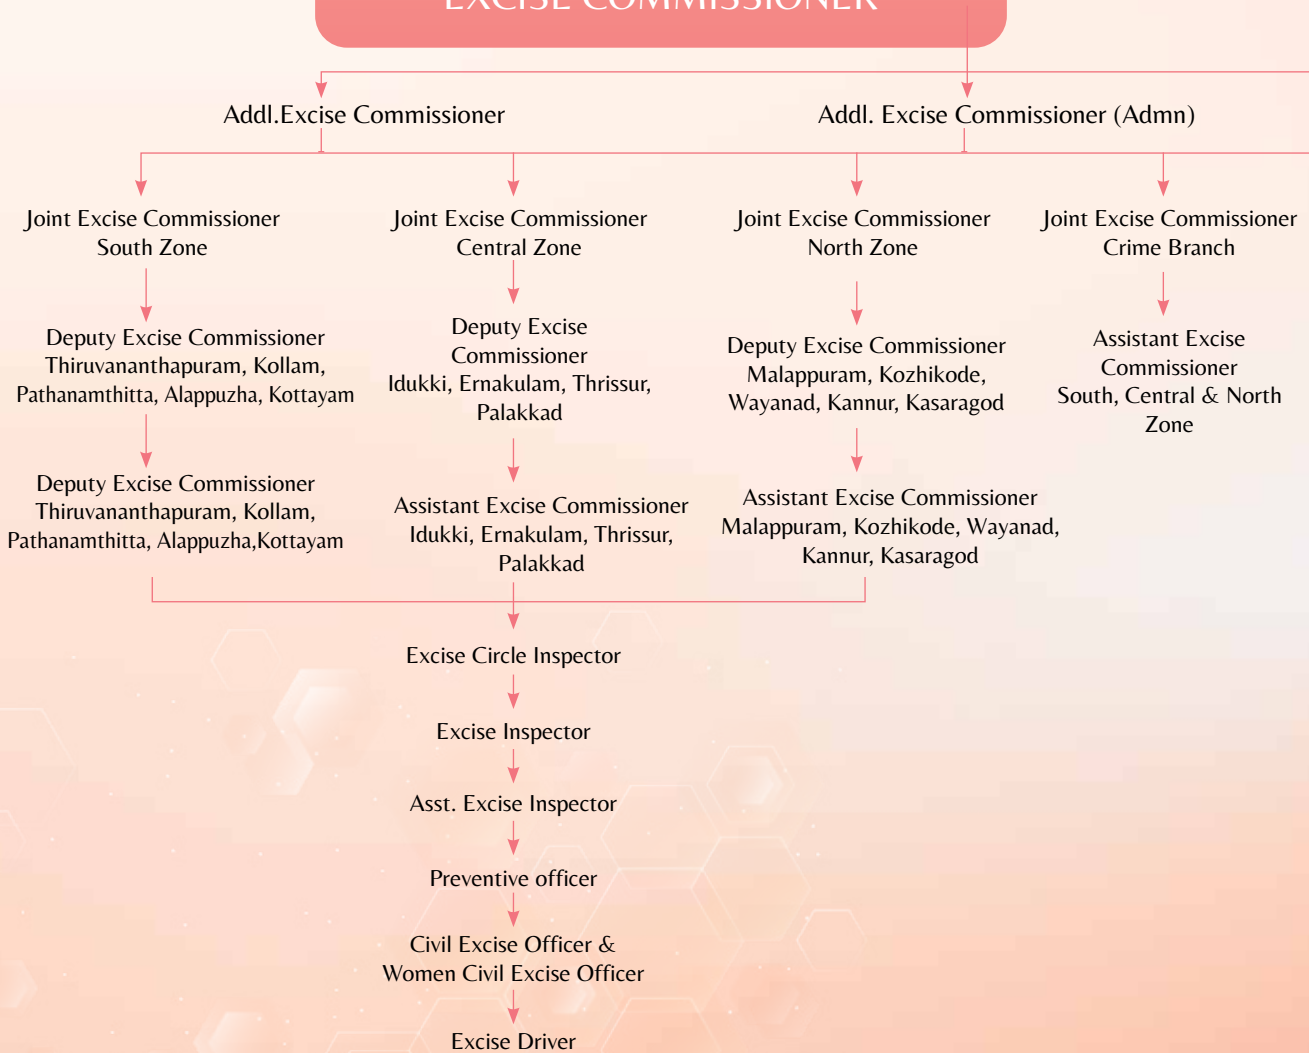 EXCISE COMMISSIONER
Addl.Excise Commissioner
Addl. Excise Commissioner (Admn)
Joint Excise Commissioner
South Zone
Joint Excise Commissioner
Central Zone
Joint Excise Commissioner
North Zone
Joint Excise Commissioner
Crime Branch
Deputy Excise Commissioner
Thiruvananthapuram, Kollam,
Pathanamthitta, Alappuzha, Kottayam
Deputy Excise
Commissioner
Idukki, Ernakulam, Thrissur,
Palakkad
Deputy Excise Commissioner
Malappuram, Kozhikode,
Wayanad, Kannur, Kasaragod
Assistant Excise
Commissioner
South, Central & North
Zone
Deputy Excise Commissioner
Thiruvananthapuram, Kollam,
Pathanamthitta, Alappuzha,Kottayam
Assistant Excise Commissioner
Idukki, Ernakulam, Thrissur,
Palakkad
Assistant Excise Commissioner
Malappuram, Kozhikode, Wayanad,
Kannur, Kasaragod
Excise Circle Inspector
Excise Inspector
Asst. Excise Inspector
Preventive officer
Civil Excise Officer &
Women Civil Excise Officer
Excise Driver